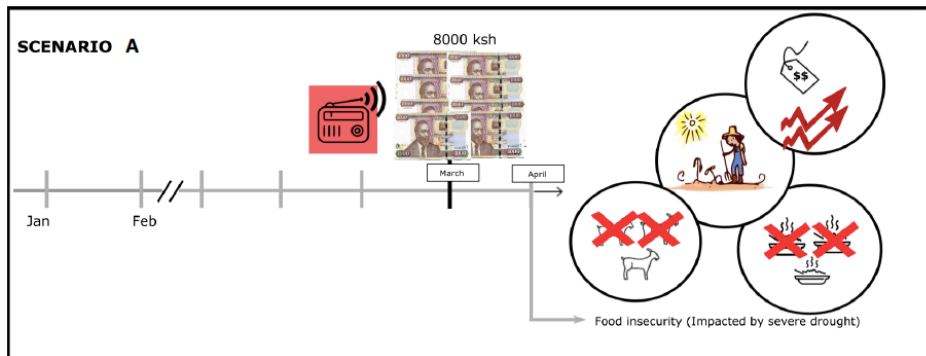 SCENARIO A
8000 ksh
$$
March
April
Jan
Feb
Food insecurity (Impacted by severe drought)